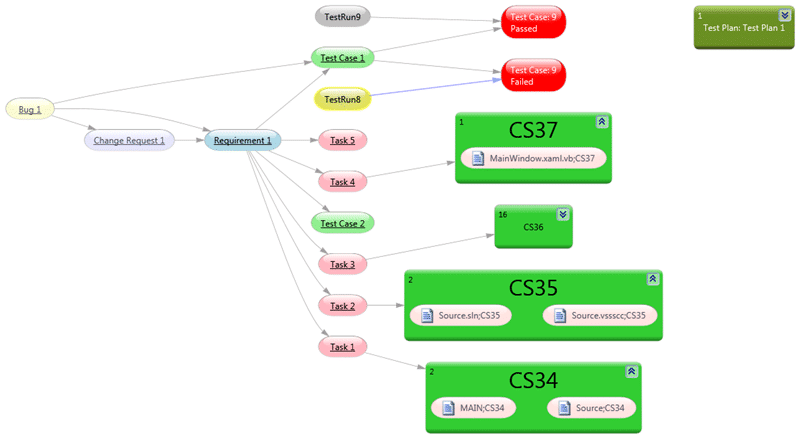 TestRun9
Test Case: 9
Passed
1
Test Plan: Test Plan 1
Test Case 1
Test Case: 9
Failed
TestRun8
Bug 1
Change Request 1
Requirement 1
Task 5
1
CS37
MainWindow.xaml.vb;CS37
Task 4
Test Case 2
16
CS36
Task 3
2
CS35
Source.sln;CS35
Source.vssscc;CS35
Task 2
Task 1
2
CS34
MAIN;CS34
Source;CS34